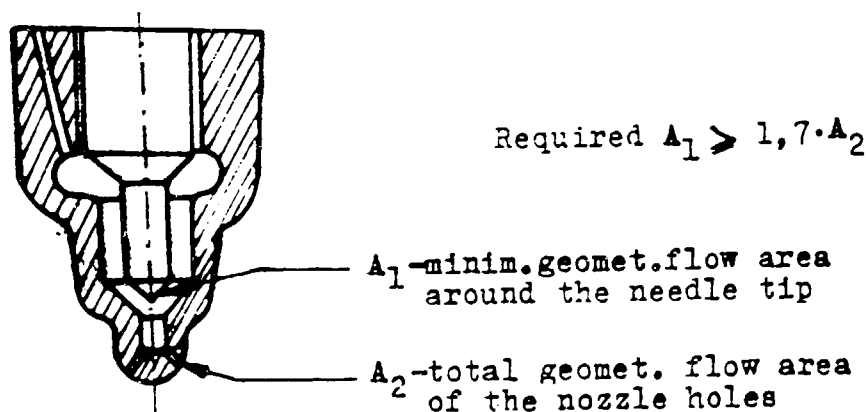 Required A₁ ⩾ 1,7·A₂
A₁-minim.geomet.flow area
around the needle tip
A₂-total geomet. flow area
of the nozzle holes